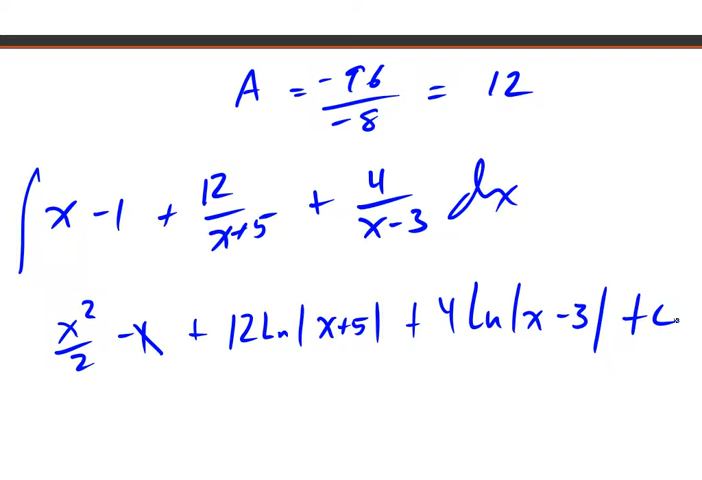 A = -96/-8 = 12
∫ x - 1 + 12/(x+5) + 4/(x-3) dx
x²/2 - x + 12 Ln|x+5| + 4 Ln|x-3| + c